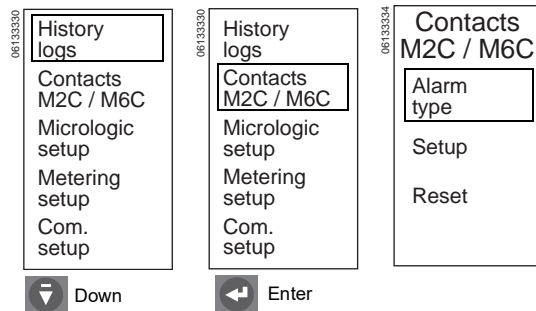 06133330
History
logs
Contacts
M2C / M6C
Micrologic
setup
Metering
setup
Com.
setup
Down
06133330
History
logs
Contacts
M2C / M6C
Micrologic
setup
Metering
setup
Com.
setup
Enter
06133334
Contacts
M2C / M6C
Alarm
type
Setup
Reset